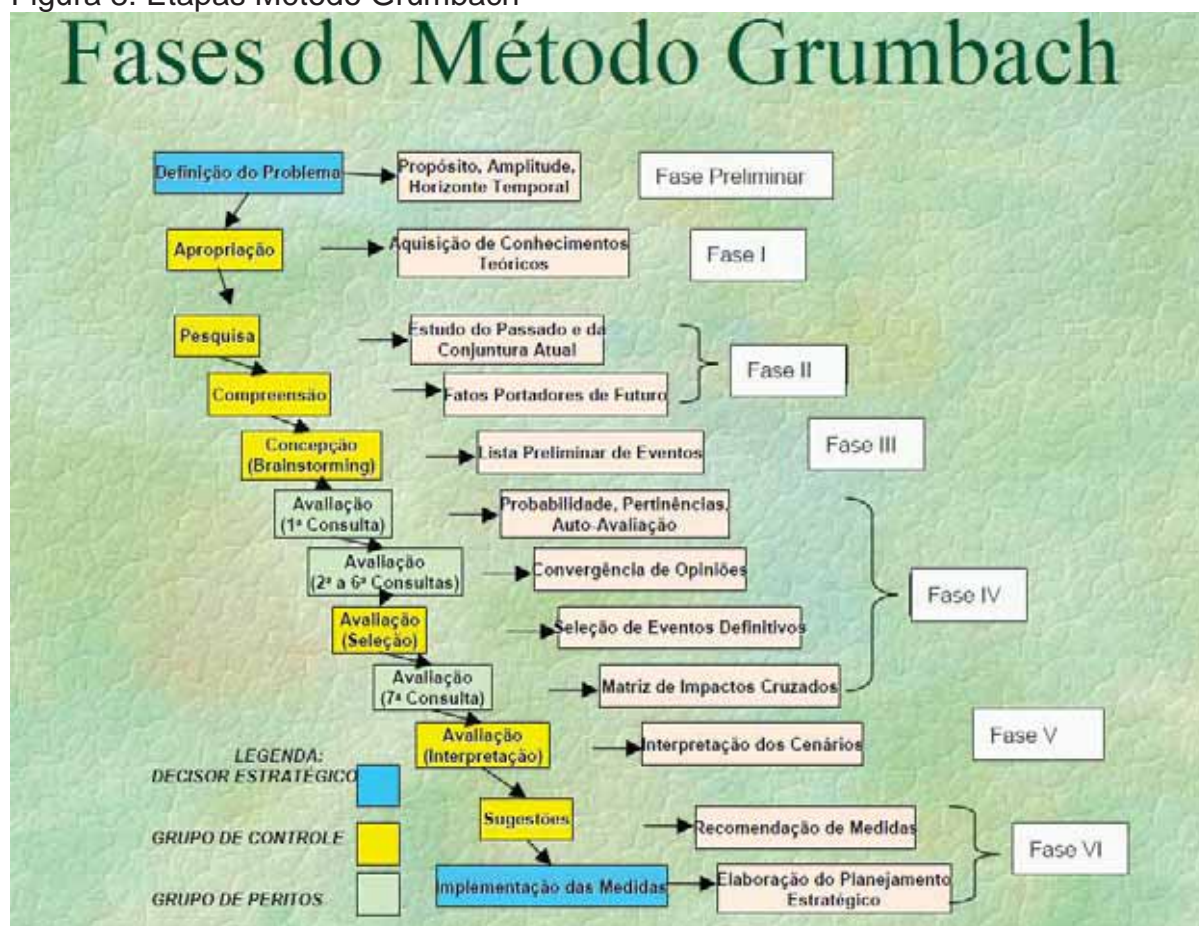 Figura 3. Etapas Método Grumbach
Fases do Método Grumbach
Definição do Problema
Propósito, Amplitude,
Horizonte Temporal
Fase Preliminar
Apropriação
Aquisição de Conhecimentos
Teóricos
Fase I
Pesquisa
Estudo do Passado e da
Conjuntura Atual
Fase II
Compreensão
Fatos Portadores de Futuro
Concepção
(Brainstorming)
Lista Preliminar de Eventos
Fase III
Avaliação
(1ª Consulta)
Probabilidade, Pertinências,
Auto-Avaliação
Avaliação
(2ª a 6ª Consultas)
Convergência de Opiniões
Fase IV
Avaliação
(Seleção)
Seleção de Eventos Definitivos
Avaliação
(7ª Consulta)
Matriz de Impactos Cruzados
Avaliação
(Interpretação)
Interpretação dos Cenários
Fase V
Sugestões
Recomendação de Medidas
Fase VI
Implementação das Medidas
Elaboração do Planejamento
Estratégico
LEGENDA:
DECISOR ESTRATÉGICO
GRUPO DE CONTROLE
GRUPO DE PERITOS